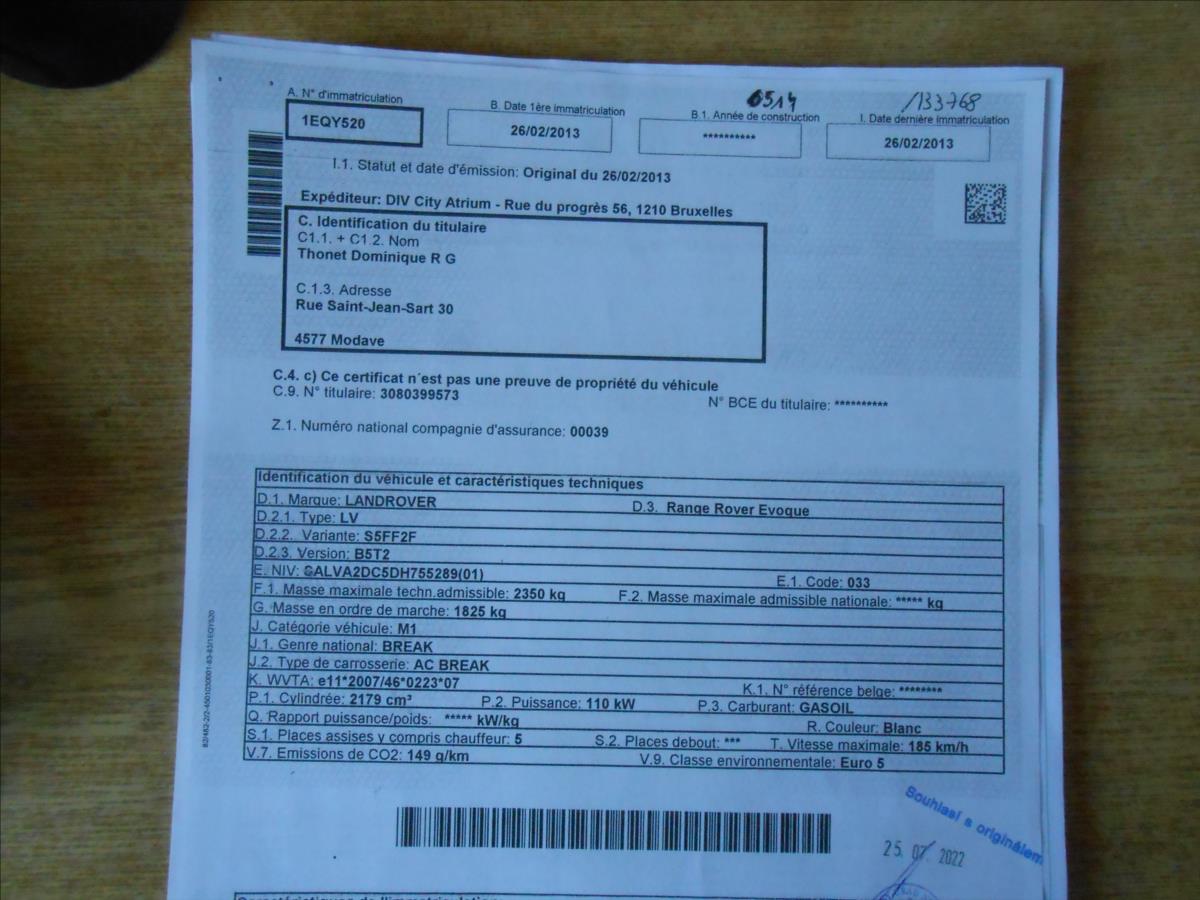 6514 /133768
A. N° d'immatriculation B. Date 1ère immatriculation B.1. Année de construction I. Date dernière immatriculation
1EQY520 26/02/2013 ********** 26/02/2013
I.1. Statut et date d'émission: Original du 26/02/2013
Expéditeur: DIV City Atrium - Rue du progrès 56, 1210 Bruxelles
C. Identification du titulaire
C1.1. + C1.2. Nom
Thonet Dominique R G
C.1.3. Adresse
Rue Saint-Jean-Sart 30
4577 Modave
C.4. c) Ce certificat n´est pas une preuve de propriété du véhicule
C.9. N° titulaire: 3080399573 N° BCE du titulaire: **********
Z.1. Numéro national compagnie d'assurance: 00039
Identification du véhicule et caractéristiques techniques
D.1. Marque: LANDROVER D.3. Range Rover Evoque
D.2.1. Type: LV
D.2.2. Variante: S5FF2F
D.2.3. Version: B5T2
E. NIV: SALVA2DC5DH755289(01) E.1. Code: 033
F.1. Masse maximale techn.admissible: 2350 kg F.2. Masse maximale admissible nationale: ***** kg
G. Masse en ordre de marche: 1825 kg
J. Catégorie véhicule: M1
J.1. Genre national: BREAK
J.2. Type de carrosserie: AC BREAK
K. WVTA: e11*2007/46*0223*07 K.1. N° référence belge: ********
P.1. Cylindrée: 2179 cm³ P.2. Puissance: 110 kW P.3. Carburant: GASOIL
Q. Rapport puissance/poids: ***** kW/kg R. Couleur: Blanc
S.1. Places assises y compris chauffeur: 5 S.2. Places debout: *** T. Vitesse maximale: 185 km/h
V.7. Emissions de CO2: 149 g/km V.9. Classe environnementale: Euro 5
Souhlasí s originálem
25. 07. 2022
Caractéristiques de l'immatriculation